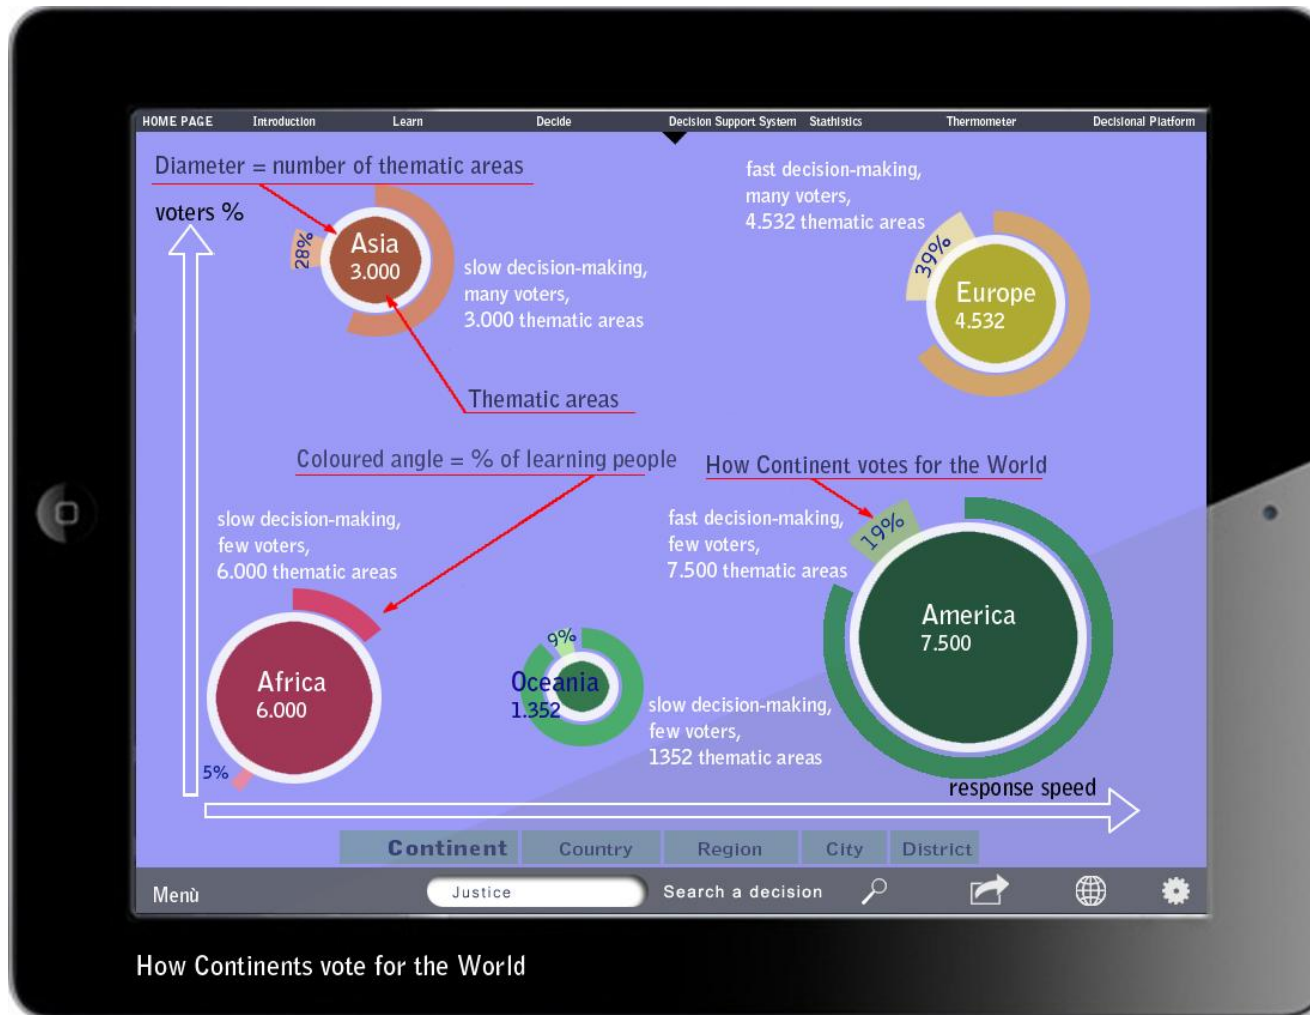 HOME PAGE Introduction Learn Decide Decision Support System Stathistics Thermometer Decisional Platform
Diameter = number of thematic areas
voters %
28%
Asia
3.000
slow decision-making,
many voters,
3.000 thematic areas
fast decision-making,
many voters,
4.532 thematic areas
39%
Europe
4.532
Thematic areas
Coloured angle = % of learning people
How Continent votes for the World
slow decision-making,
few voters,
6.000 thematic areas
fast decision-making,
few voters,
7.500 thematic areas
19%
America
7.500
Africa
6.000
5%
9%
Oceania
1.352
slow decision-making,
few voters,
1352 thematic areas
response speed
Continent Country Region City District
Menù Justice Search a decision
How Continents vote for the World